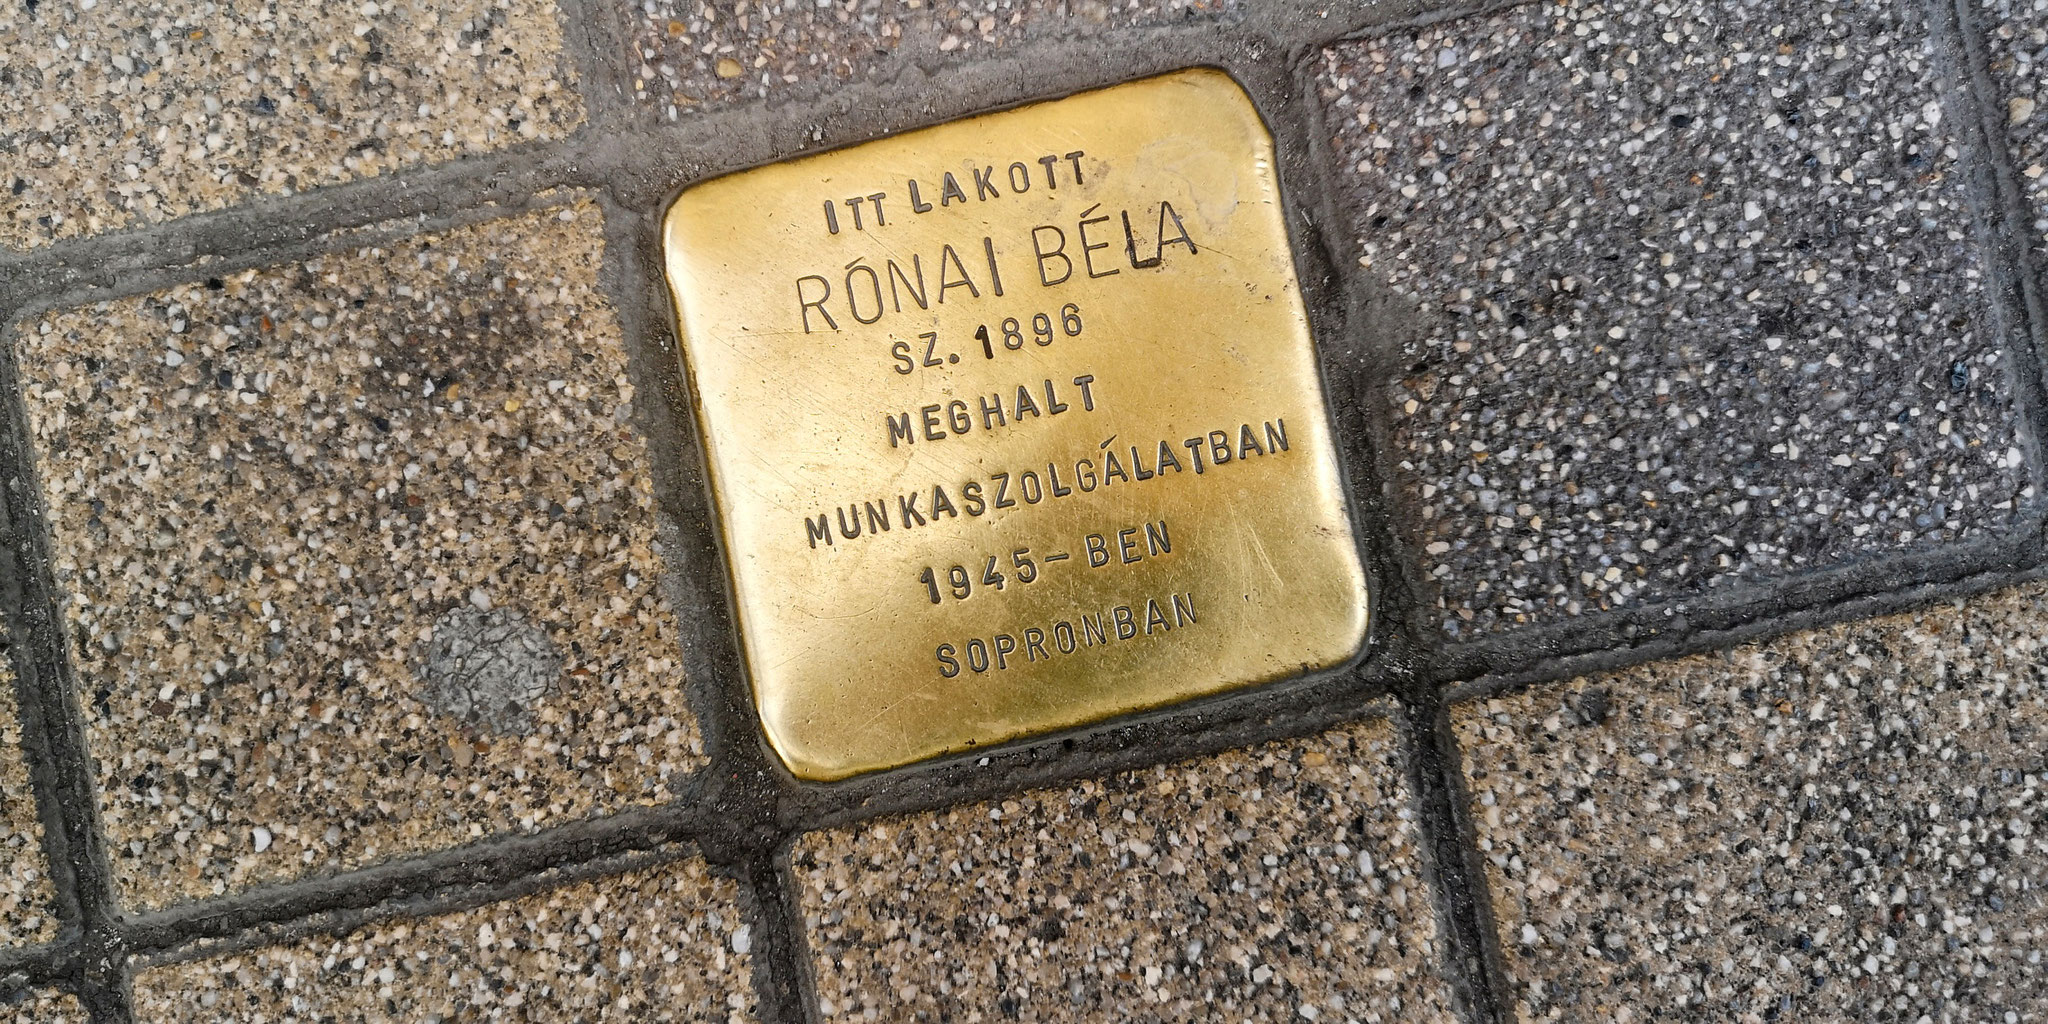 ITT LAKOTT
RÓNAI BÉLA
SZ. 1896
MEGHALT
MUNKASZOLGÁLATBAN
1945-BEN
SOPRONBAN